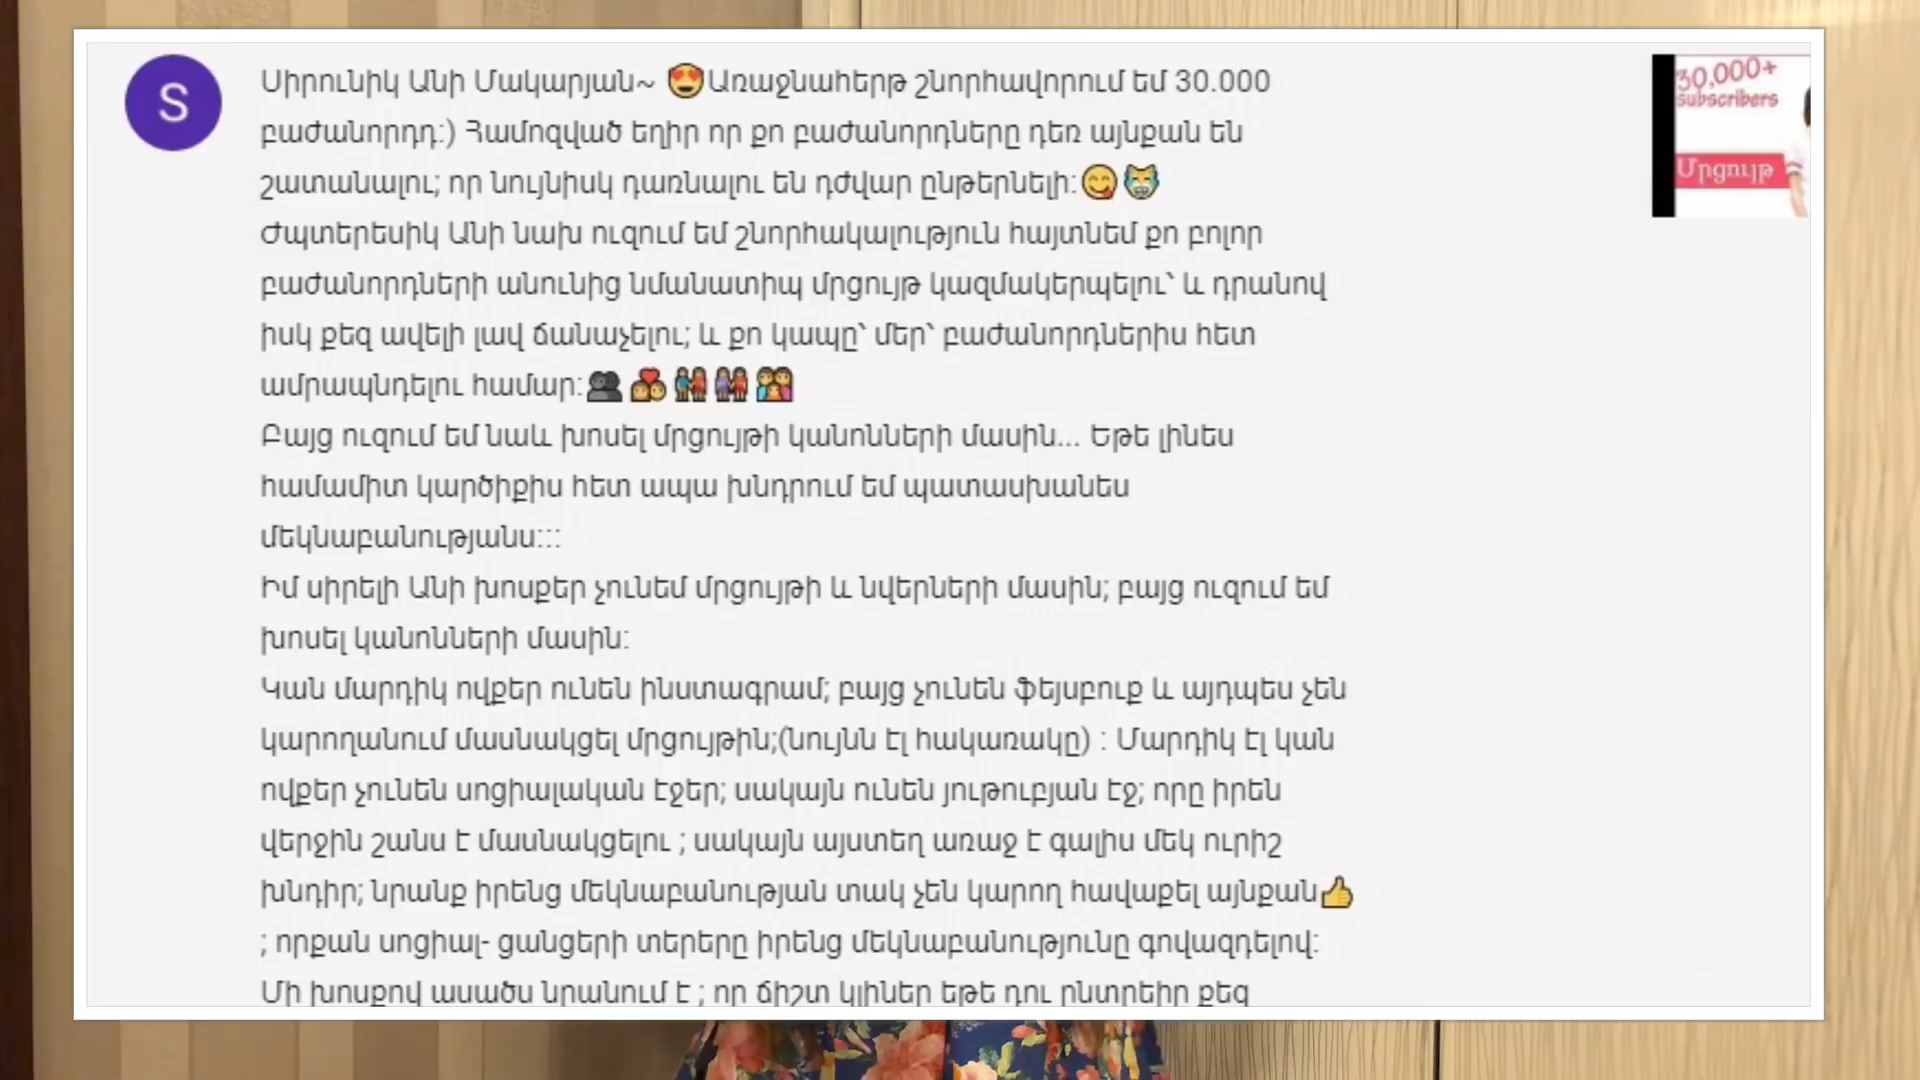 S
Սիրունիկ Անի Մակարյան~ 😍Առաջնահերթ շնորհավորում եմ 30.000
բաժանորդդ:) Համոզված եղիր որ քո բաժանորդները դեռ այնքան են
շատանալու; որ նույնիսկ դառնալու են դժվար ընթերնելի:😋😹
Ժպտերեսիկ Անի նախ ուզում եմ շնորհակալություն հայտնեմ քո բոլոր
բաժանորդների անունից նմանատիպ մրցույթ կազմակերպելու՝ և դրանով
իսկ քեզ ավելի լավ ճանաչելու; և քո կապը՝ մեր՝ բաժանորդներիս հետ
ամրապնդելու համար:👥💑👫👭👪
Բայց ուզում եմ նաև խոսել մրցույթի կանոնների մասին... Եթե լինես
համամիտ կարծիքիս հետ ապա խնդրում եմ պատասխանես
մեկնաբանությանս:::
Իմ սիրելի Անի խոսքեր չունեմ մրցույթի և նվերների մասին; բայց ուզում եմ
խոսել կանոնների մասին:
Կան մարդիկ ովքեր ունեն ինստագրամ; բայց չունեն ֆեյսբուք և այդպես չեն
կարողանում մասնակցել մրցույթին;(նույնն էլ հակառակը) : Մարդիկ էլ կան
ովքեր չունեն սոցիալական էջեր; սակայն ունեն յութուբյան էջ; որը իրեն
վերջին շանս է մասնակցելու ; սակայն այստեղ առաջ է գալիս մեկ ուրիշ
խնդիր; նրանք իրենց մեկնաբանության տակ չեն կարող հավաքել այնքան👍
; որքան սոցիալ- ցանցերի տերերը իրենց մեկնաբանությունը գովազդելով:
Մի խոսքով ասածս նրանում է ; որ ճիշտ կլիներ եթե դու ընտրեիր քեզ
30,000+
subscribers
Մրցույթ